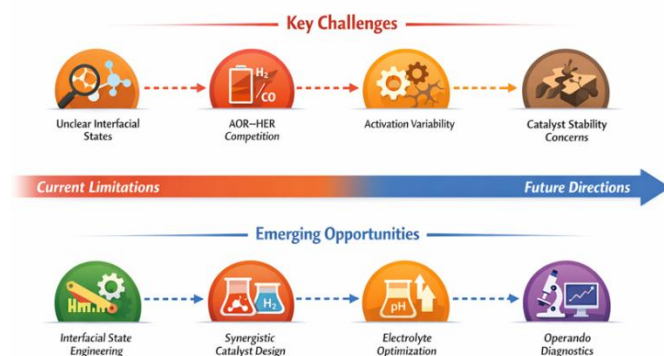 Key Challenges
H₂
/CO
Unclear Interfacial
States
AOR–HER
Competition
Activation Variability
Catalyst Stability
Concerns
Current Limitations
Future Directions
Emerging Opportunities
H₂
pH
Interfacial State
Engineering
Synergistic
Catalyst Design
Electrolyte
Optimization
Operando
Diagnostics